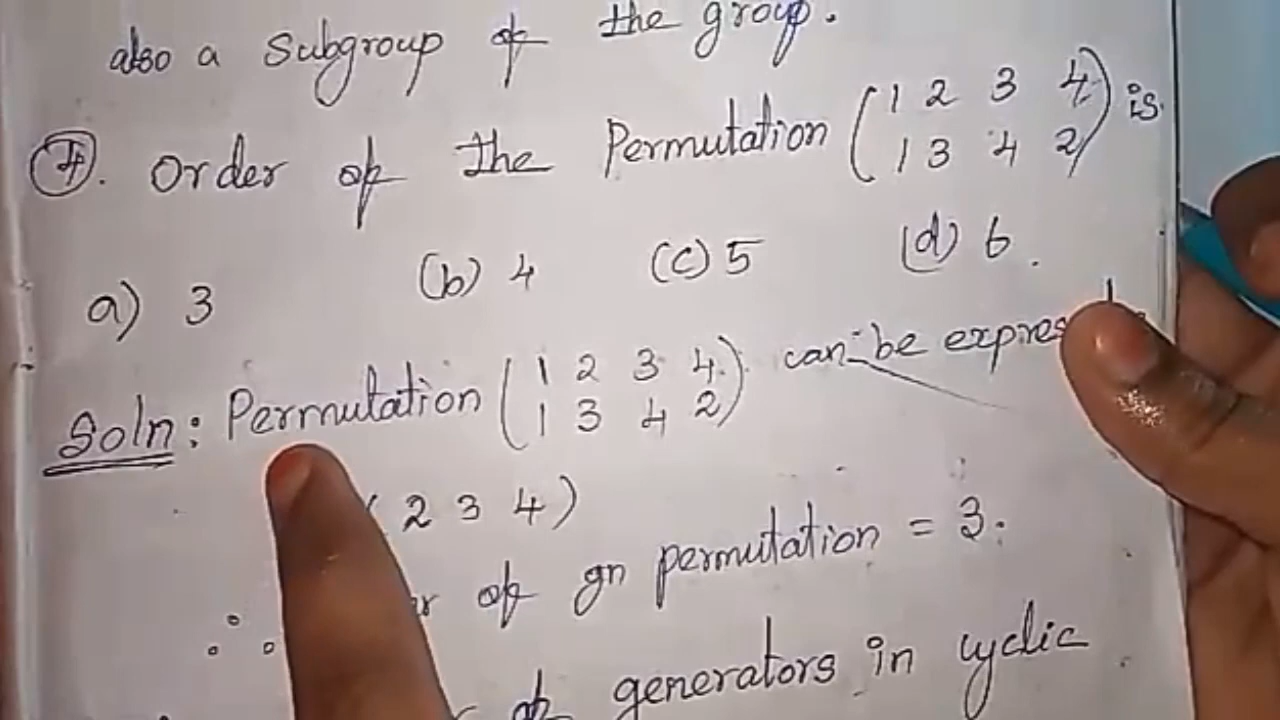 also a Subgroup of the group.
④. Order of the Permutation (1 2 3 4 is.
1 3 4 2)
a) 3 (b) 4 (c) 5 (d) 6.
Soln: Permutation (1 2 3 4 can be expres
1 3 4 2)
( 2 3 4 )
∴ of gn permutation = 3.
of generators in cyclic